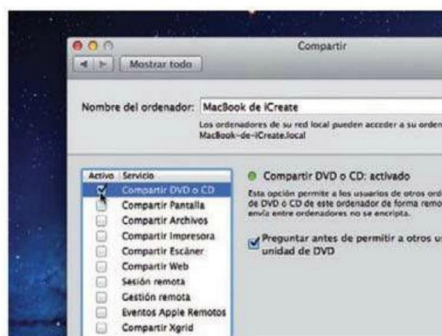 Compartir
Mostrar todo
Nombre del ordenador: MacBook de iCreate
Los ordenadores de su red local pueden acceder a su
MacBook-de-iCreate.local
Activo Servicio
Compartir DVD o CD
Compartir Pantalla
Compartir Archivos
Compartir Impresora
Compartir Escáner
Compartir Web
Sesión remota
Gestión remota
Eventos Apple Remotos
Compartir Xgrid
Compartir DVD o CD: activado
Esta opción permite a los usuarios de otros ord
de DVD o CD de este ordenador de forma remo
envía entre ordenadores no se encripta.
Preguntar antes de permitir a otros us
unidad de DVD